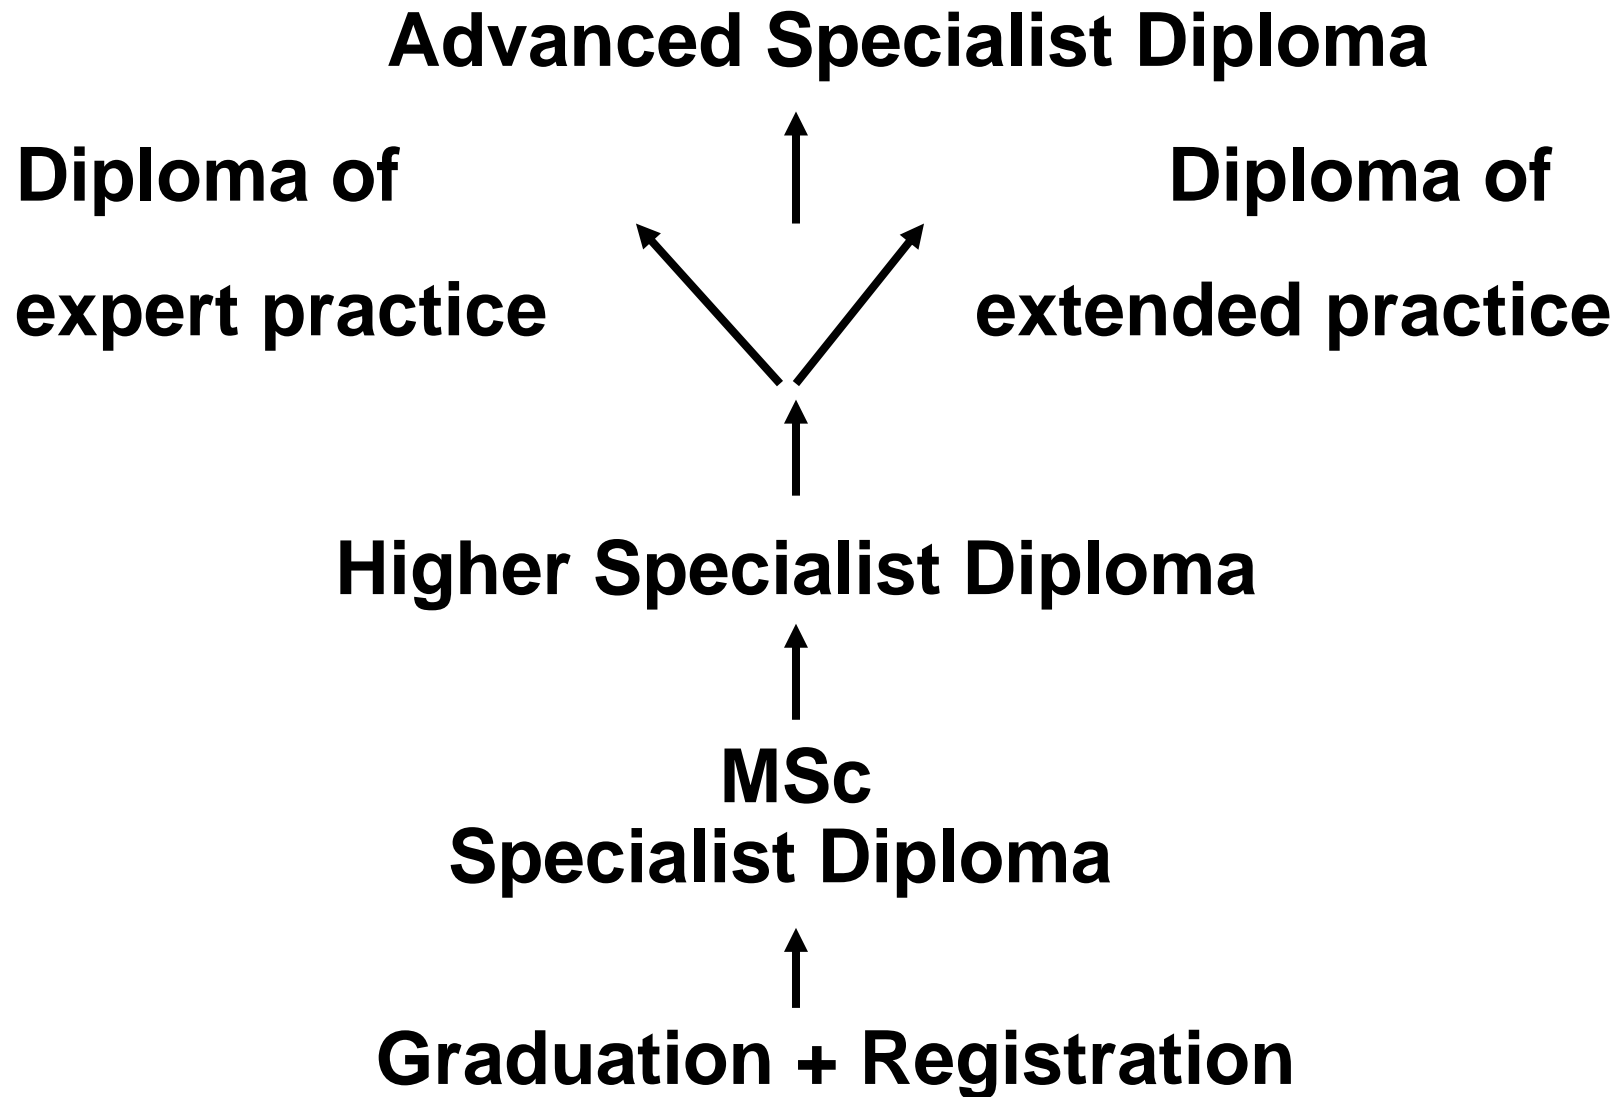 Advanced Specialist Diploma
Diploma of
expert practice
Diploma of
extended practice
Higher Specialist Diploma
MSc
Specialist Diploma
Graduation + Registration